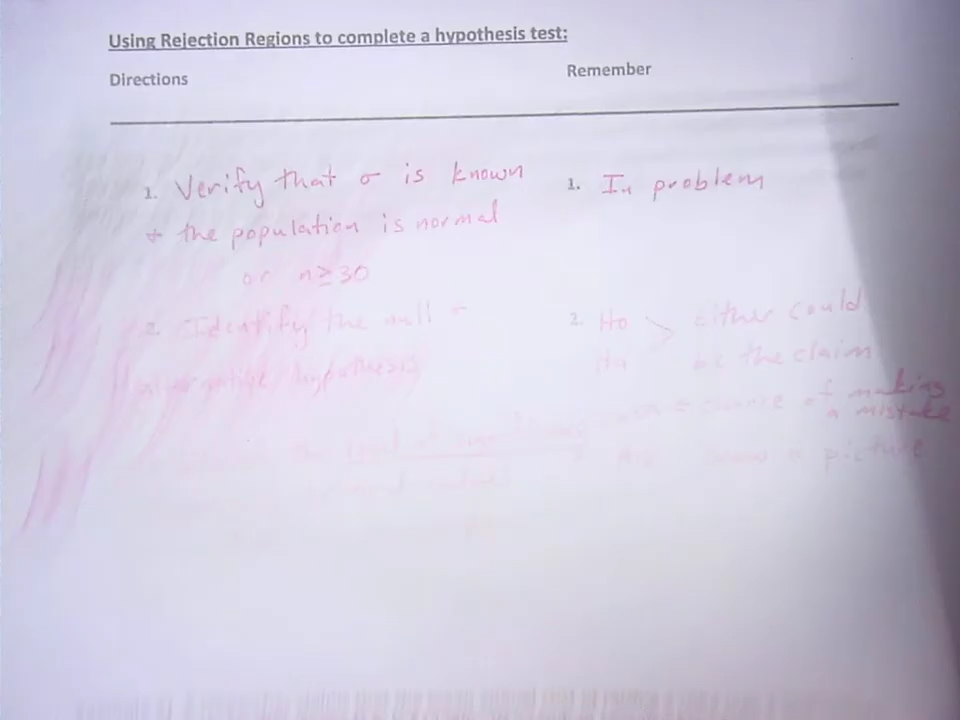 Using Rejection Regions to complete a hypothesis test:
Directions
Remember
1. Verify that σ is known
+ the population is normal
or n ≥ 30
1. In problem
2. Identify the null +
alternative hypothesis
2. Ho > either could
Ha be the claim
= chance of making
a mistake
a picture